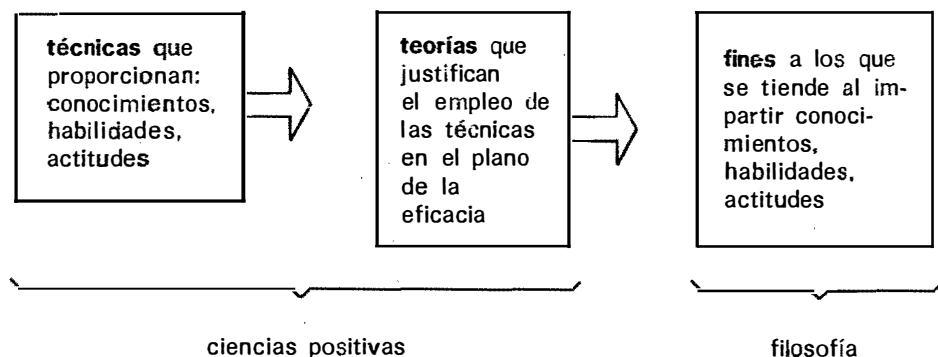 técnicas que
proporcionan:
conocimientos,
habilidades,
actitudes
teorías que
justifican
el empleo de
las técnicas
en el plano
de la
eficacia
fines a los que
se tiende al im-
partir conoci-
mientos,
habilidades,
actitudes
ciencias positivas
filosofía